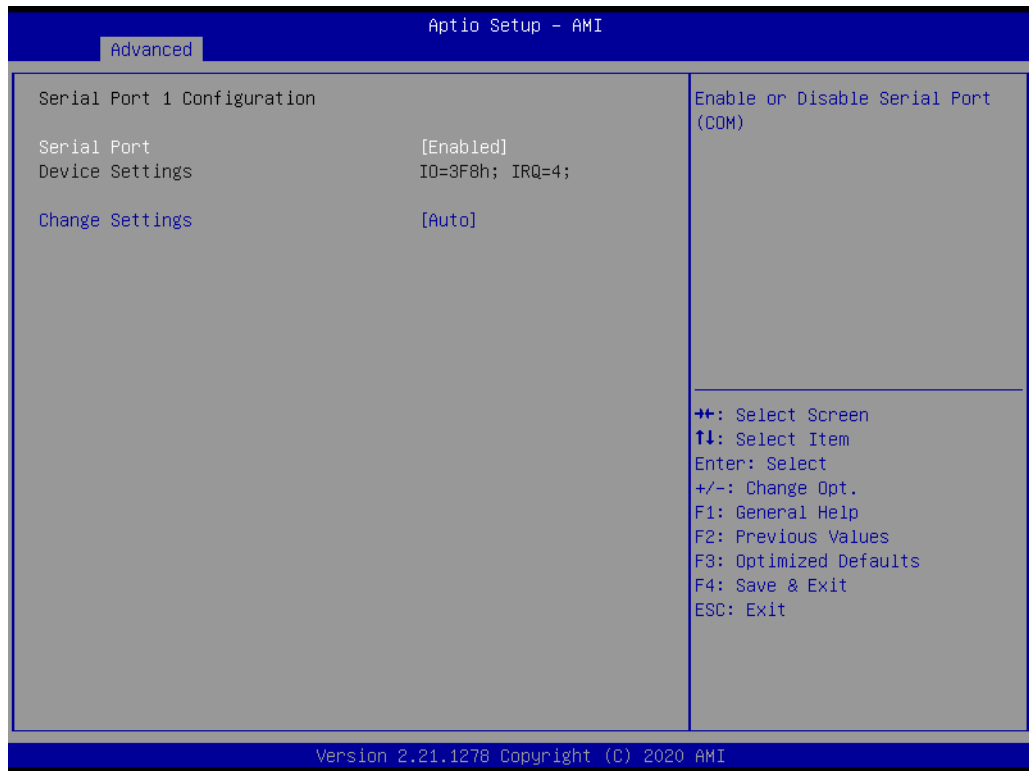 Aptio Setup – AMI
Advanced
Serial Port 1 Configuration
Serial Port [Enabled]
Device Settings IO=3F8h; IRQ=4;
Change Settings [Auto]
Enable or Disable Serial Port
(COM)
→←: Select Screen
↑↓: Select Item
Enter: Select
+/-: Change Opt.
F1: General Help
F2: Previous Values
F3: Optimized Defaults
F4: Save & Exit
ESC: Exit
Version 2.21.1278 Copyright (C) 2020 AMI